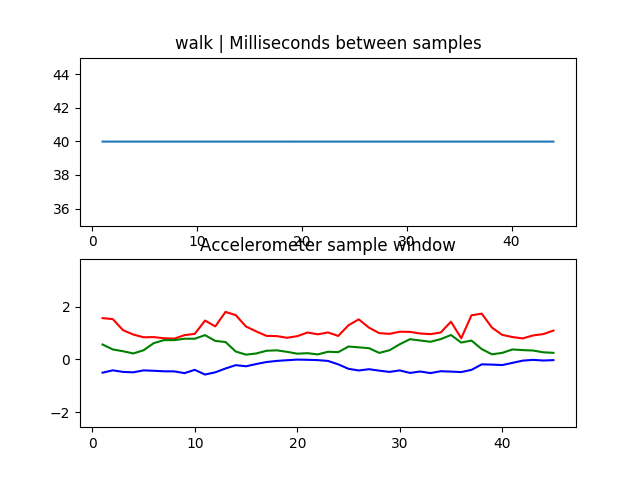 walk | Milliseconds between samples
44
42
40
38
36
0 10 20 30 40
Accelerometer sample window
2
0
−2
0 10 20 30 40